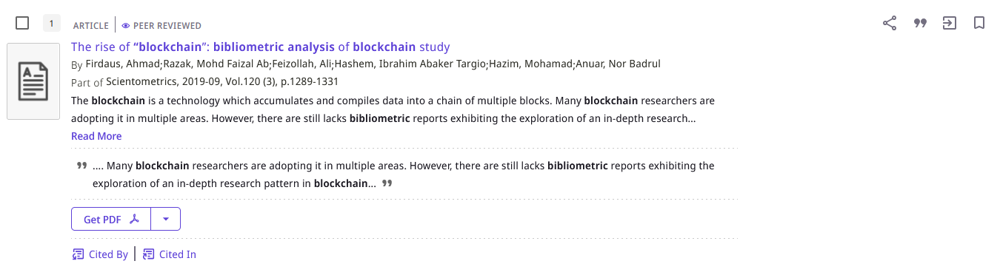 1 ARTICLE PEER REVIEWED
The rise of “blockchain”: bibliometric analysis of blockchain study
By Firdaus, Ahmad;Razak, Mohd Faizal Ab;Feizollah, Ali;Hashem, Ibrahim Abaker Targio;Hazim, Mohamad;Anuar, Nor Badrul
Part of Scientometrics, 2019-09, Vol.120 (3), p.1289-1331
The blockchain is a technology which accumulates and compiles data into a chain of multiple blocks. Many blockchain researchers are
adopting it in multiple areas. However, there are still lacks bibliometric reports exhibiting the exploration of an in-depth research...
Read More
.... Many blockchain researchers are adopting it in multiple areas. However, there are still lacks bibliometric reports exhibiting the
exploration of an in-depth research pattern in blockchain...
Get PDF
Cited By Cited In